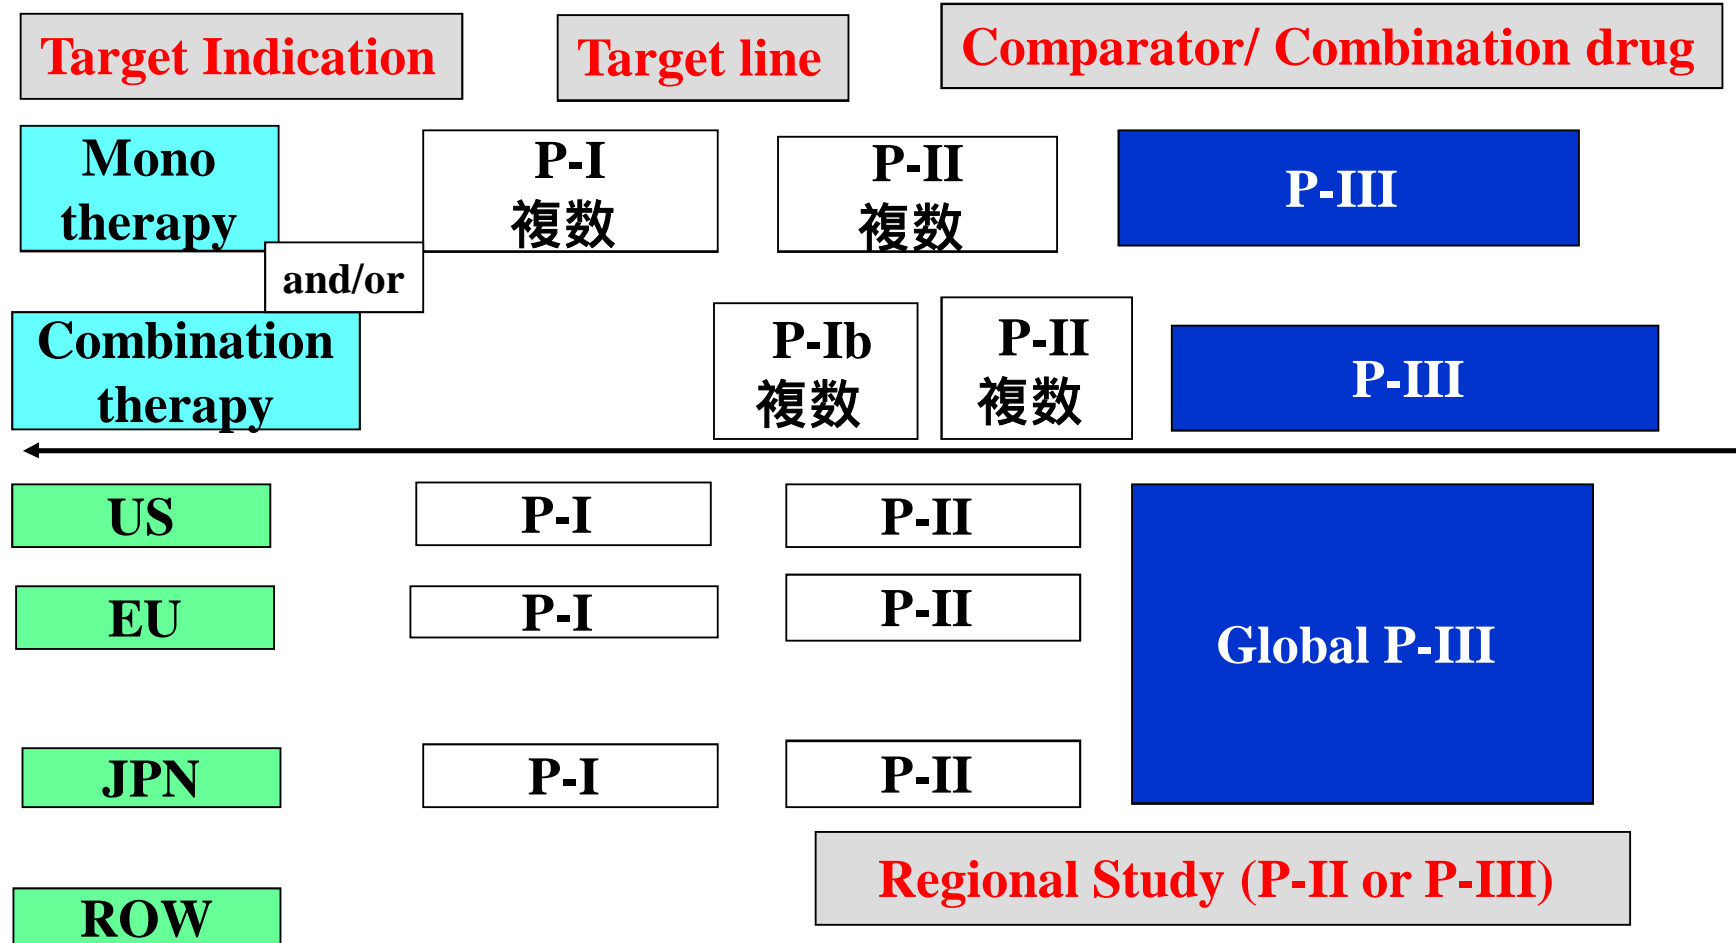 Target Indication
Target line
Comparator/ Combination drug
Mono
therapy
P-I
複数
P-II
複数
P-III
and/or
Combination
therapy
P-Ib
複数
P-II
複数
P-III
US
P-I
P-II
EU
P-I
P-II
Global P-III
JPN
P-I
P-II
Regional Study (P-II or P-III)
ROW